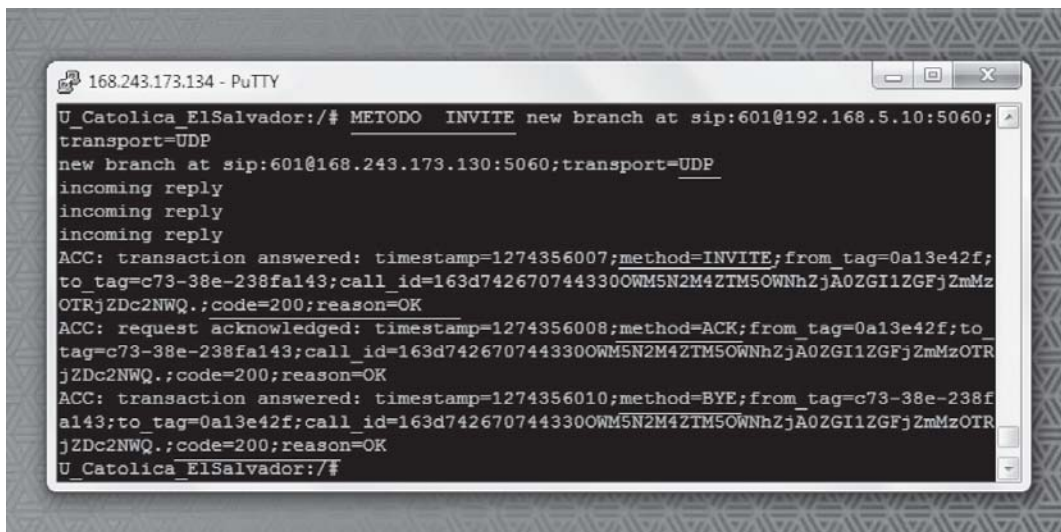 168.243.173.134 - PuTTY
U_Catolica_ElSalvador:/# METODO INVITE new branch at sip:601@192.168.5.10:5060;
transport=UDP
new branch at sip:601@168.243.173.130:5060;transport=UDP
incoming reply
incoming reply
incoming reply
ACC: transaction answered: timestamp=1274356007;method=INVITE;from_tag=0a13e42f;
to_tag=c73-38e-238fa143;call_id=163d742670744330OWM5N2M4ZTM5OWNhZjA0ZGI1ZGFjZmMz
OTRjZDc2NWQ.;code=200;reason=OK
ACC: request acknowledged: timestamp=1274356008;method=ACK;from_tag=0a13e42f;to_
tag=c73-38e-238fa143;call_id=163d742670744330OWM5N2M4ZTM5OWNhZjA0ZGI1ZGFjZmMzOTR
jZDc2NWQ.;code=200;reason=OK
ACC: transaction answered: timestamp=1274356010;method=BYE;from_tag=c73-38e-238f
a143;to_tag=0a13e42f;call_id=163d742670744330OWM5N2M4ZTM5OWNhZjA0ZGI1ZGFjZmMzOTR
jZDc2NWQ.;code=200;reason=OK
U_Catolica_ElSalvador:/#